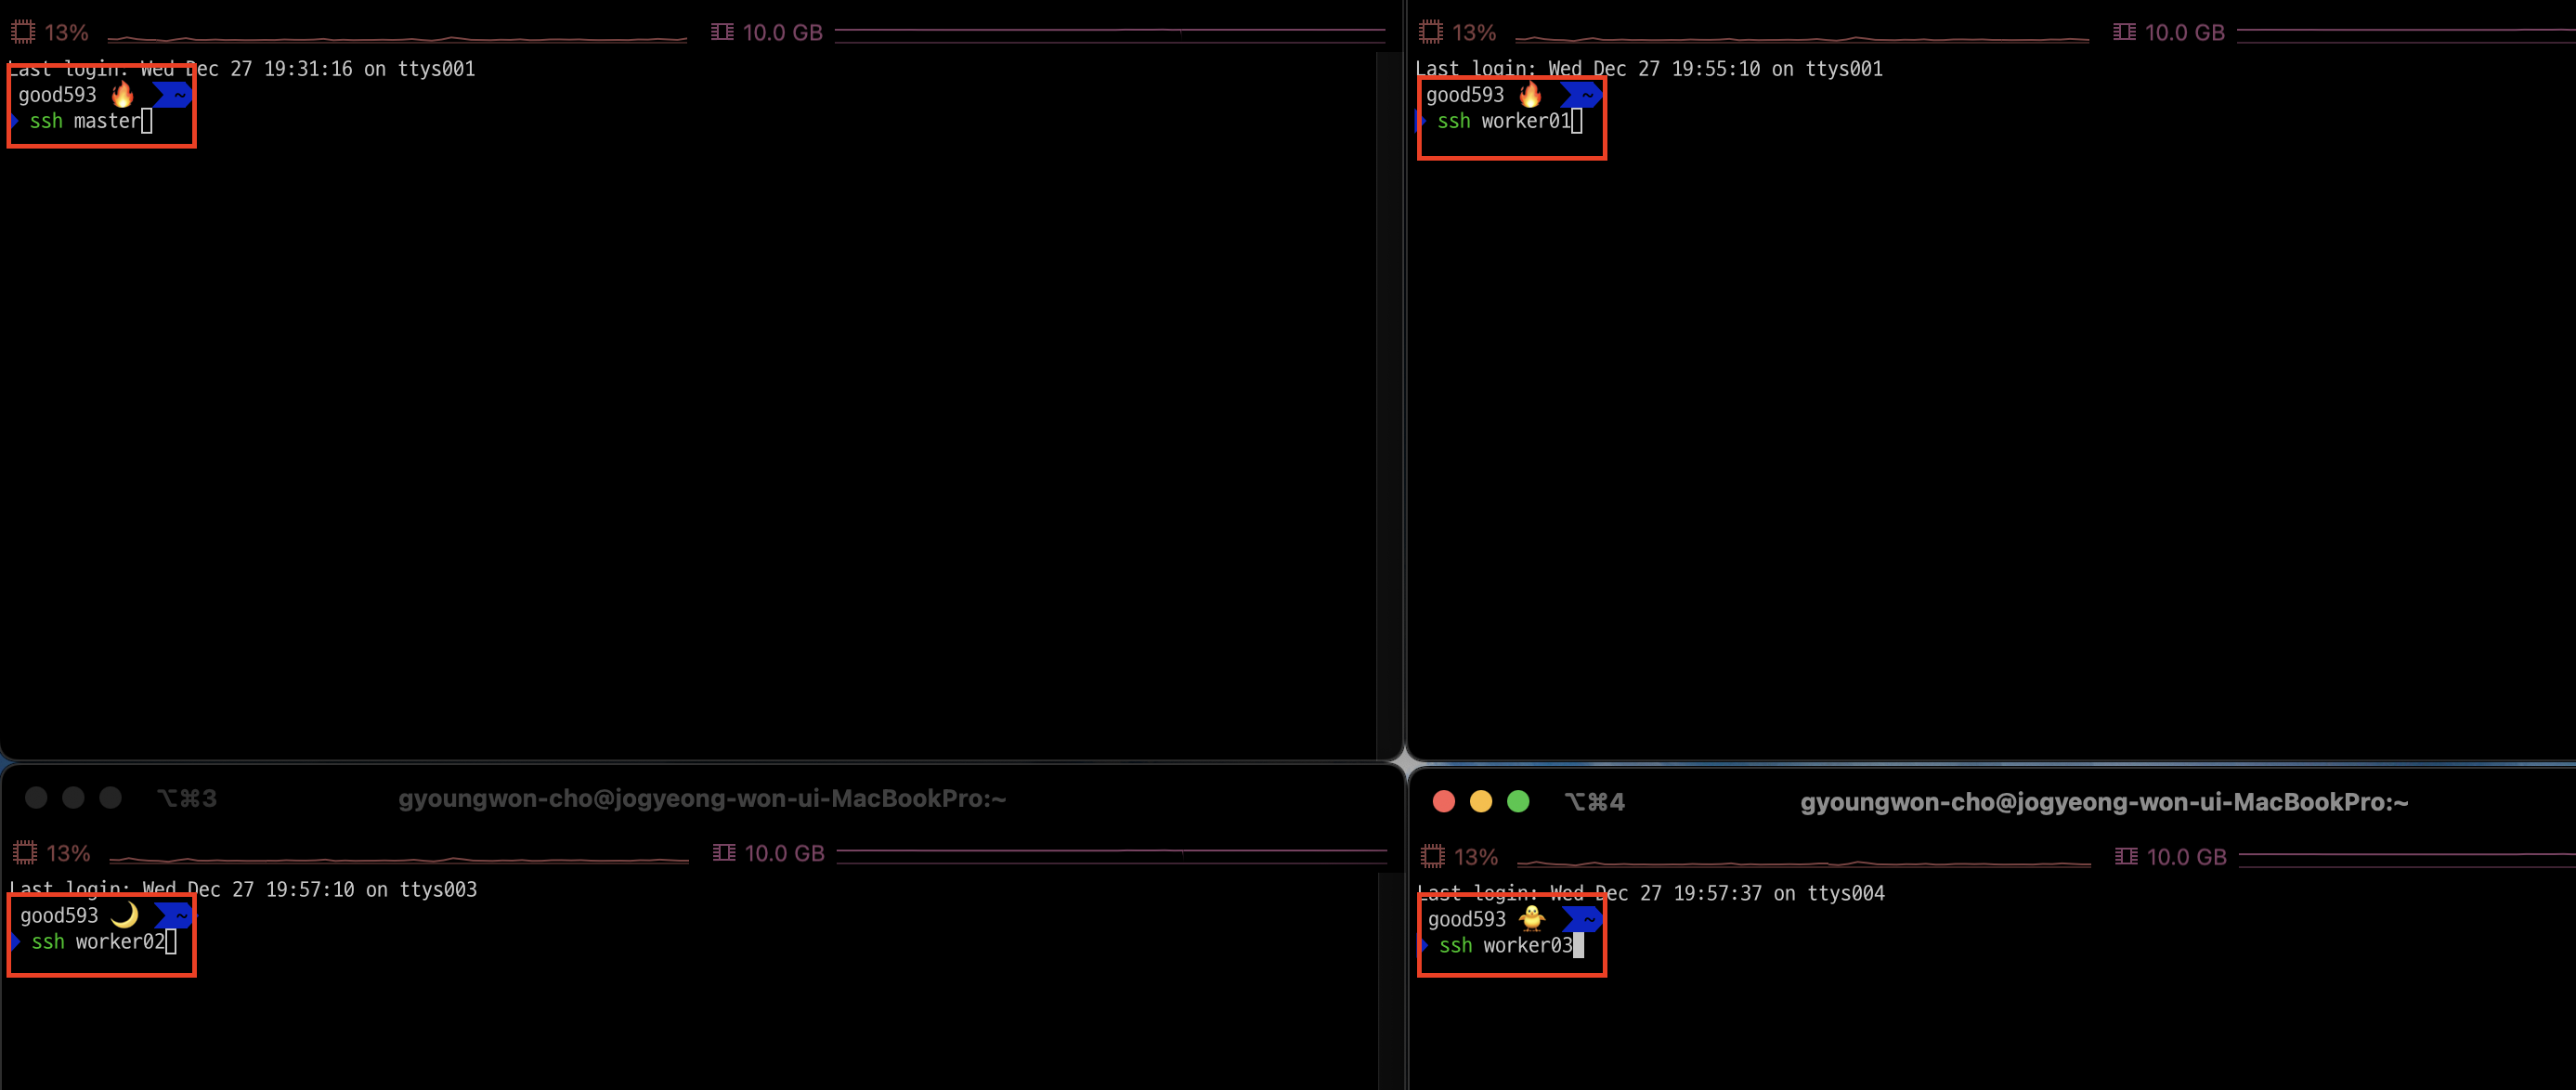 13% 10.0 GB
Last login: Wed Dec 27 19:31:16 on ttys001
good593 🔥 ~
ssh master
13% 10.0 GB
Last login: Wed Dec 27 19:55:10 on ttys001
good593 🔥 ~
ssh worker01
⌥⌘3 gyoungwon-cho@jogyeong-won-ui-MacBookPro:~
13% 10.0 GB
Last login: Wed Dec 27 19:57:10 on ttys003
good593 🌙 ~
ssh worker02
⌥⌘4 gyoungwon-cho@jogyeong-won-ui-MacBookPro:~
13% 10.0 GB
Last login: Wed Dec 27 19:57:37 on ttys004
good593 🐥 ~
ssh worker03